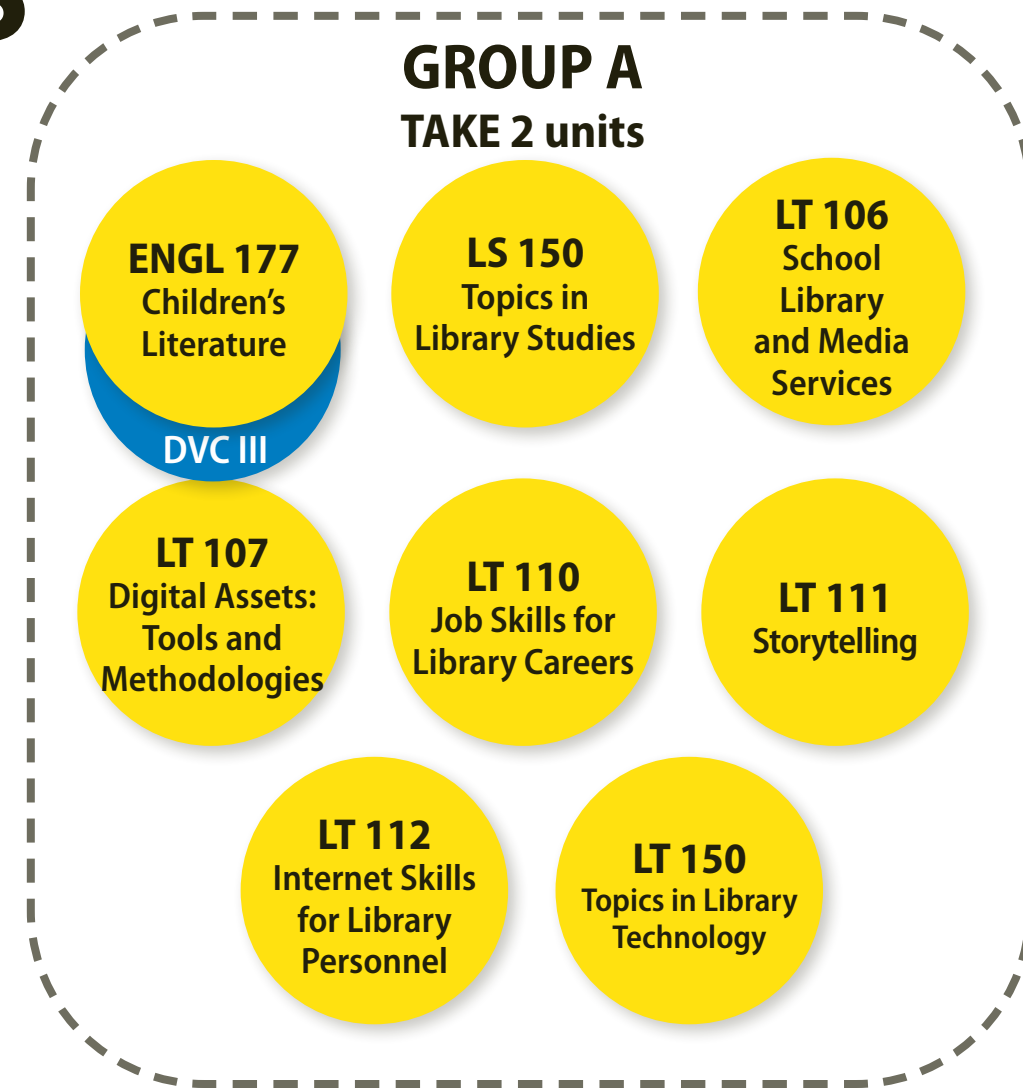 GROUP A
TAKE 2 units
ENGL 177
Children’s
Literature
DVC III
LS 150
Topics in
Library Studies
LT 106
School
Library
and Media
Services
LT 107
Digital Assets:
Tools and
Methodologies
LT 110
Job Skills for
Library Careers
LT 111
Storytelling
LT 112
Internet Skills
for Library
Personnel
LT 150
Topics in Library
Technology